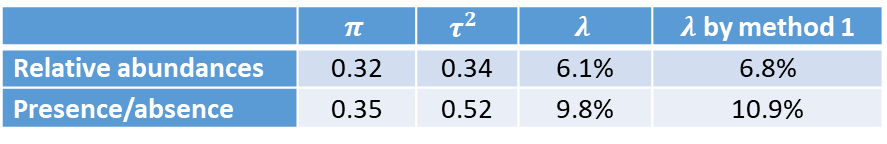 π τ² λ λ by method 1
Relative abundances 0.32 0.34 6.1% 6.8%
Presence/absence 0.35 0.52 9.8% 10.9%